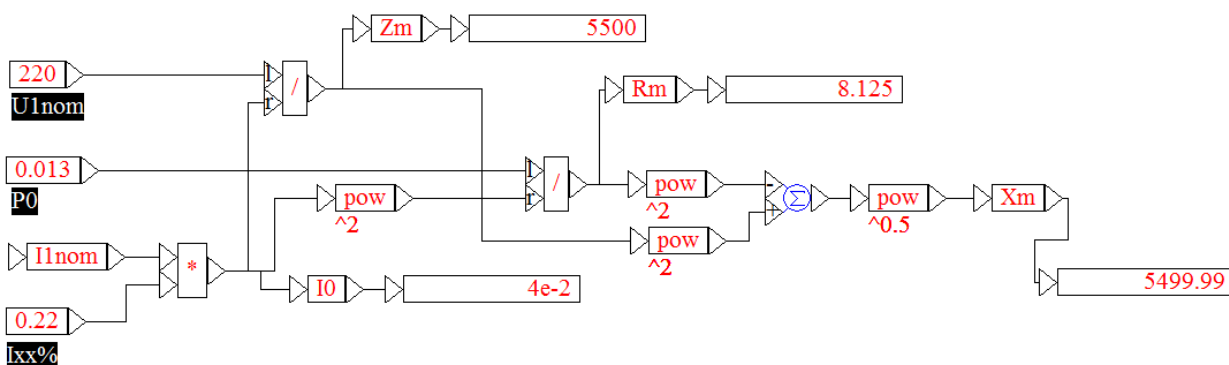 Zm
5500
220
/
U1nom
l
r
Rm
8.125
0.013
P0
l
r
/
pow
^2
pow
^2
-
+
Σ
pow
^0.5
Xm
pow
^2
I1nom
*
I0
4e-2
5499.99
0.22
Ixx%